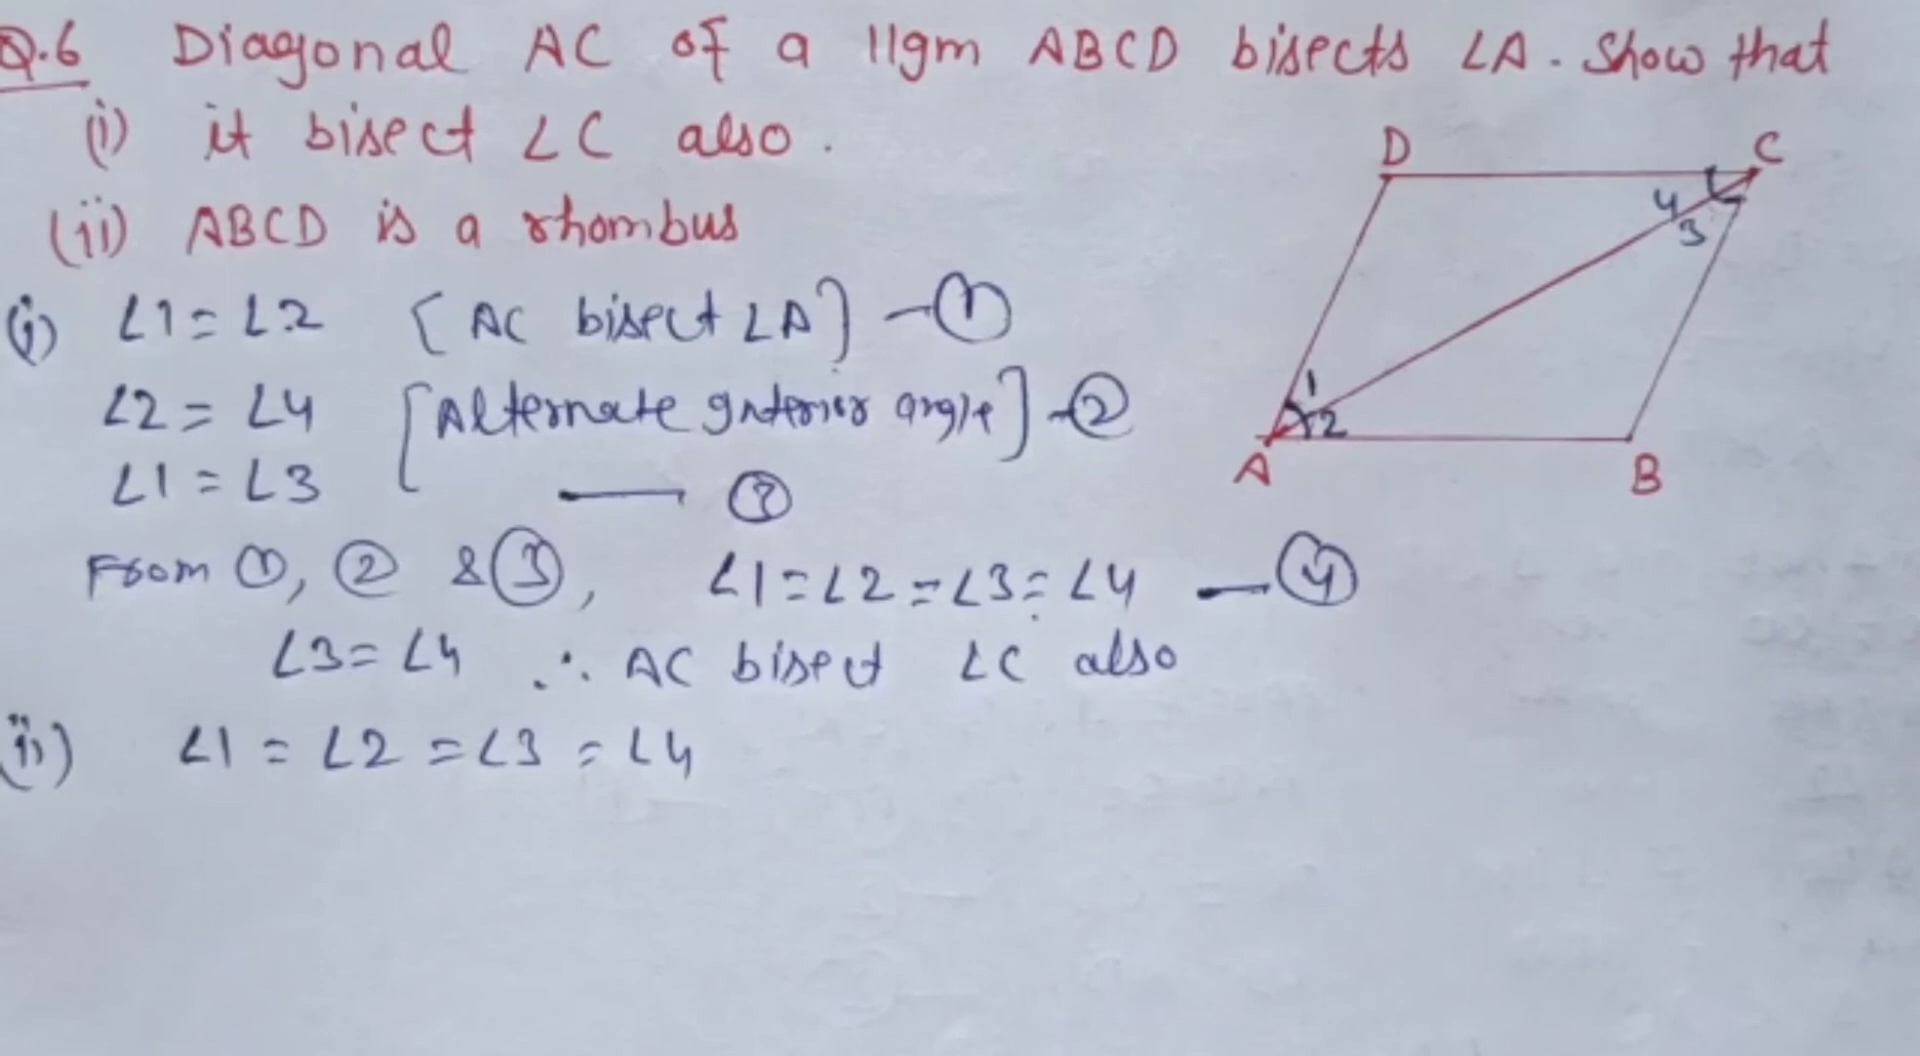 Q.6 Diagonal AC of a llgm ABCD bisects ∠A. Show that
(i) it bisect ∠C also.
(ii) ABCD is a rhombus
(i) ∠1=∠2 [AC bisect ∠A] —①
∠2=∠4 [Alternate interior angle] —②
∠1=∠3 [ — ③
From ①, ② & ③, ∠1=∠2=∠3=∠4 —④
∠3=∠4 ∴ AC bisect ∠C also
(ii) ∠1=∠2=∠3=∠4
D C
4
3
1
2
A B